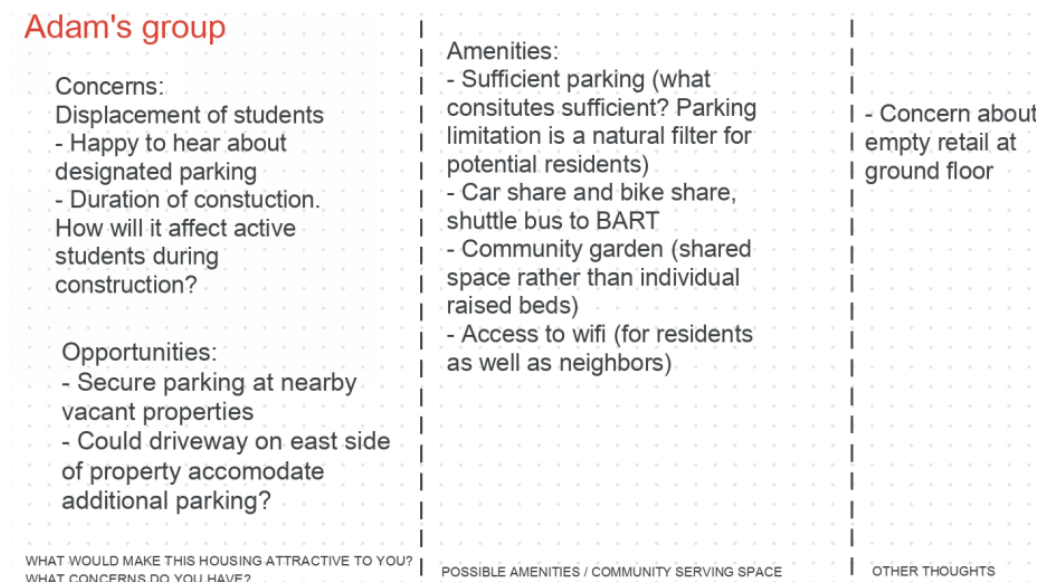 Adam's group
Concerns:
Displacement of students
- Happy to hear about
designated parking
- Duration of constuction.
How will it affect active
students during
construction?
Opportunities:
- Secure parking at nearby
vacant properties
- Could driveway on east side
of property accomodate
additional parking?
WHAT WOULD MAKE THIS HOUSING ATTRACTIVE TO YOU?
WHAT CONCERNS DO YOU HAVE?
Amenities:
- Sufficient parking (what
consitutes sufficient? Parking
limitation is a natural filter for
potential residents)
- Car share and bike share,
shuttle bus to BART
- Community garden (shared
space rather than individual
raised beds)
- Access to wifi (for residents
as well as neighbors)
POSSIBLE AMENITIES / COMMUNITY SERVING SPACE
- Concern about
empty retail at
ground floor
OTHER THOUGHTS